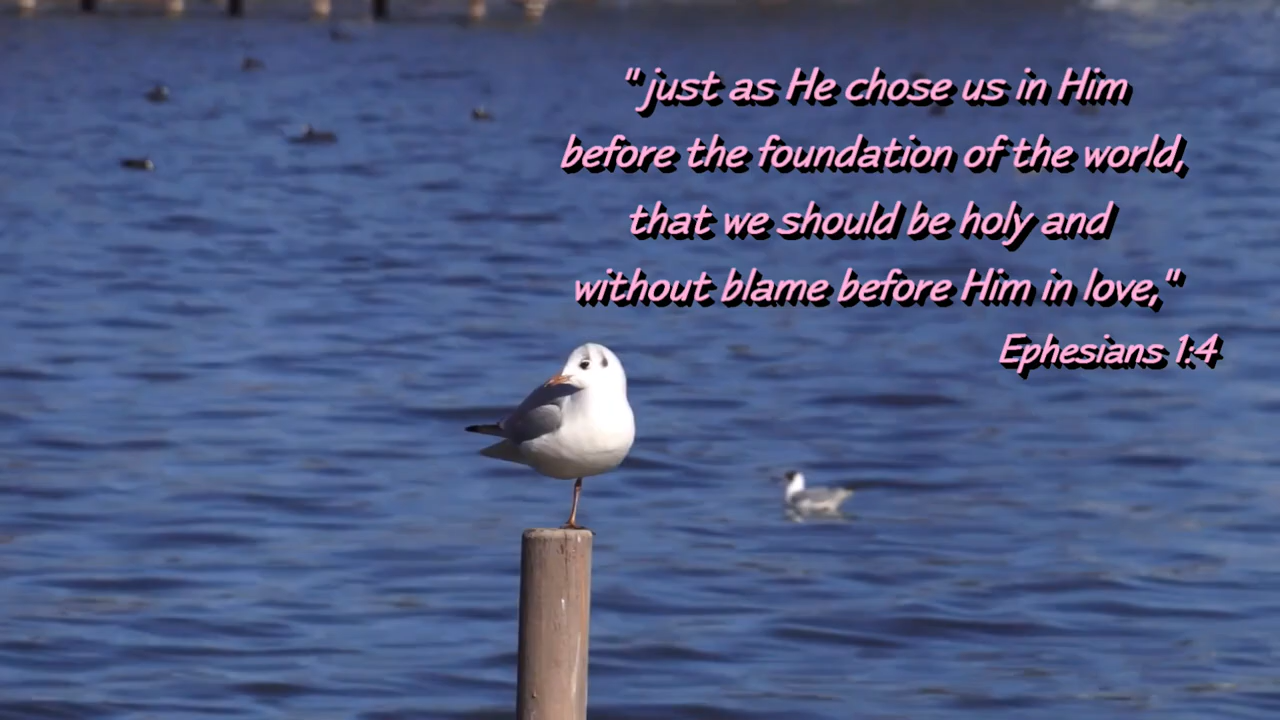 "just as He chose us in Him
before the foundation of the world,
that we should be holy and
without blame before Him in love,"
Ephesians 1:4